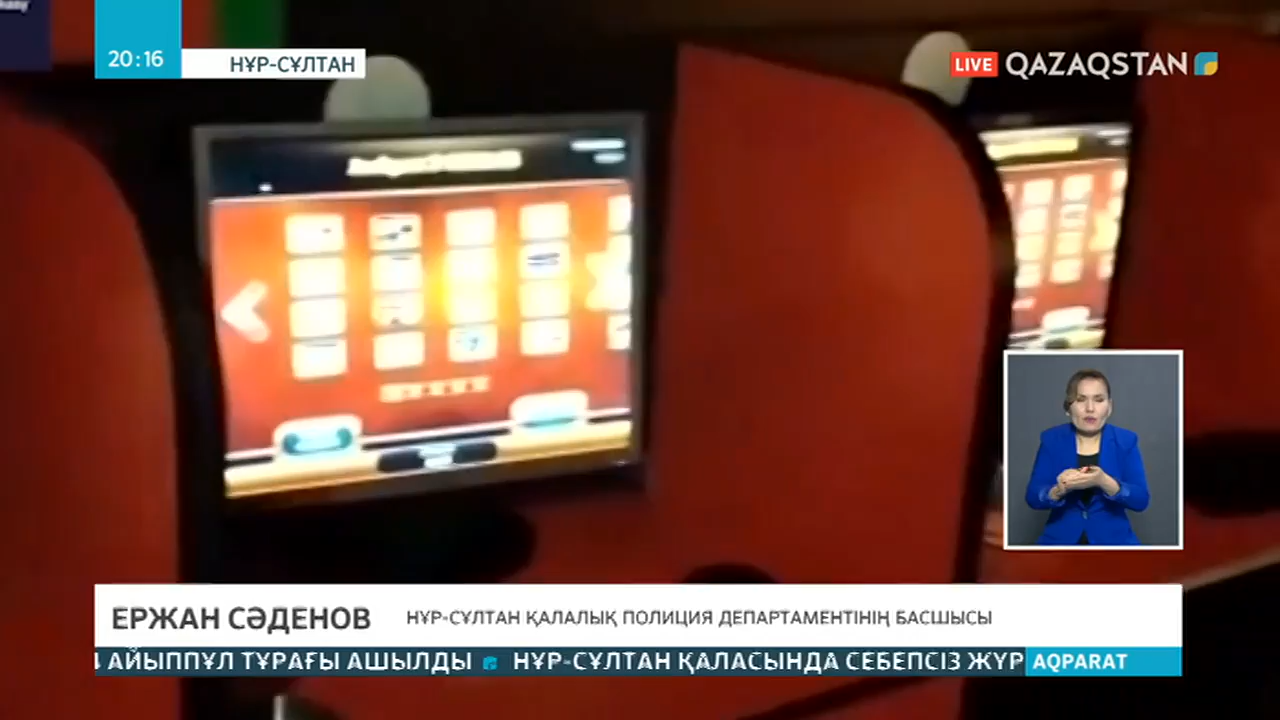 20:16
НҰР-СҰЛТАН
LIVE QAZAQSTAN
ЕРЖАН СӘДЕНОВ
НҰР-СҰЛТАН ҚАЛАЛЫҚ ПОЛИЦИЯ ДЕПАРТАМЕНТІНІҢ БАСШЫСЫ
АЙЫППҰЛ ТҰРАҒЫ АШЫЛДЫ НҰР-СҰЛТАН ҚАЛАСЫНДА СЕБЕПСІЗ ЖҮР
AQPARAT